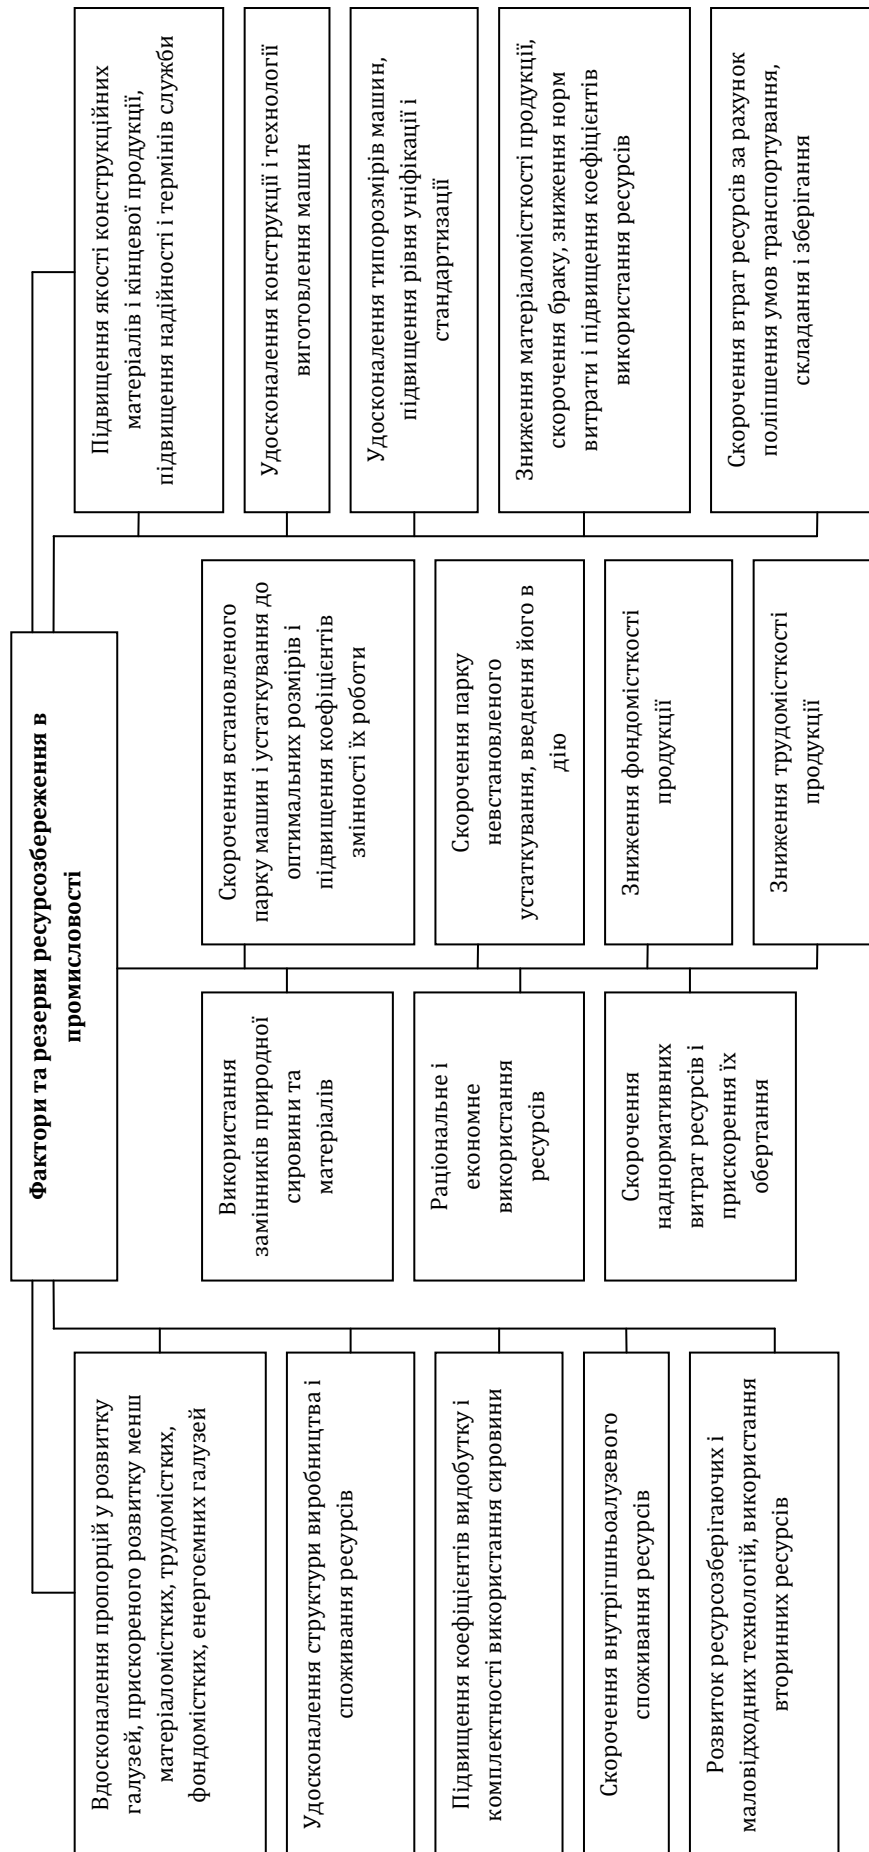 Фактори та резерви ресурсозбереження в
промисловості
Вдосконалення пропорцій у розвитку
галузей, прискореного розвитку менш
матеріаломістких, трудомістких,
фондомістких, енергоємних галузей
Удосконалення структури виробництва і
споживання ресурсів
Підвищення коефіцієнтів видобутку і
комплектності використання сировини
Скорочення внутрігшньоалузевого
споживання ресурсів
Розвиток ресурсозберігаючих і
маловідходних технологій, використання
вторинних ресурсів
Використання
замінників природної
сировини та
матеріалів
Раціональне і
економне
використання
ресурсів
Скорочення
наднормативних
витрат ресурсів і
прискорення їх
обертання
Скорочення встановленого
парку машин і устаткування до
оптимальних розмірів і
підвищення коефіцієнтів
змінності їх роботи
Скорочення парку
невстановленого
устаткування, введення його в
дію
Зниження фондомісткості
продукції
Зниження трудомісткості
продукції
Підвищення якості конструкційних
матеріалів і кінцевої продукції,
підвищення надійності і термінів служби
Удосконалення конструкції і технології
виготовлення машин
Удосконалення типорозмірів машин,
підвищення рівня уніфікації і
стандартизації
Зниження матеріаломісткості продукції,
скорочення браку, зниження норм
витрати і підвищення коефіцієнтів
використання ресурсів
Скорочення втрат ресурсів за рахунок
поліпшення умов транспортування,
складання і зберігання